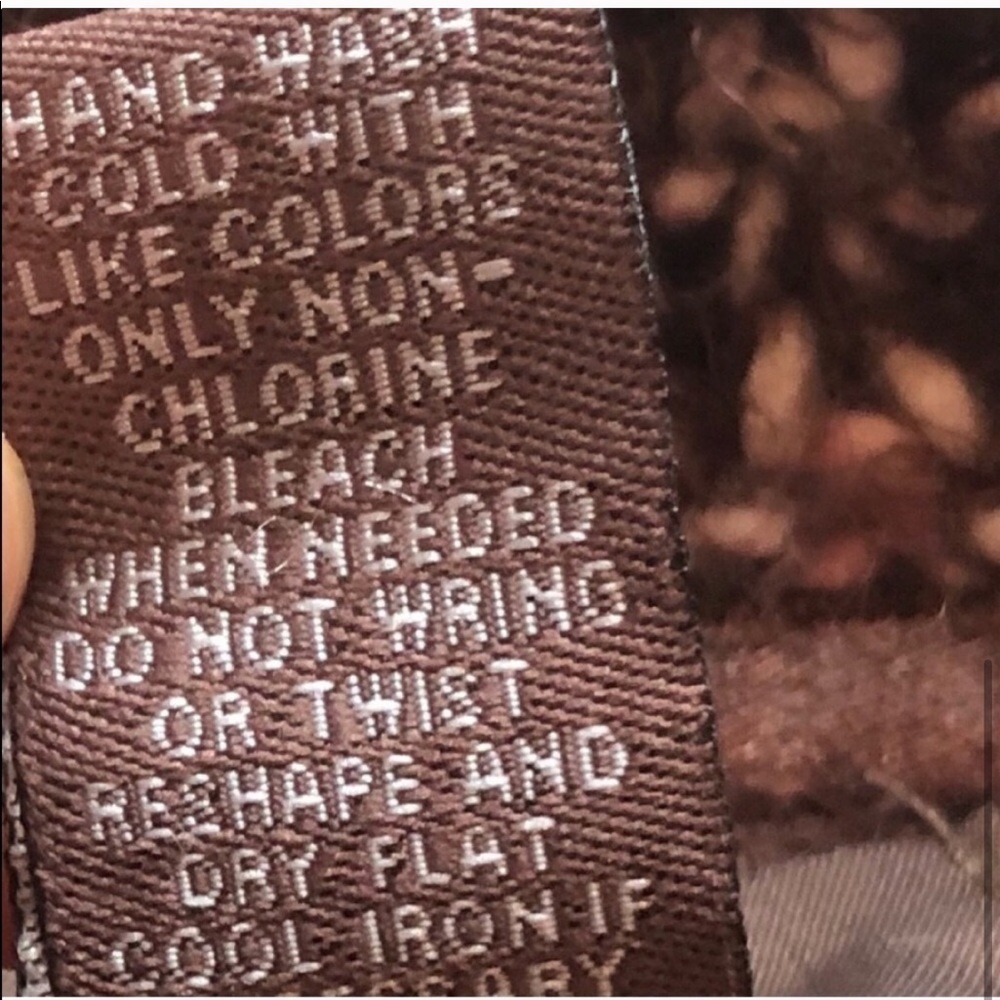 HAND WASH
COLD WITH
LIKE COLORS
ONLY NON-
CHLORINE
BLEACH
WHEN NEEDED
DO NOT WRING
OR TWIST
RESHAPE AND
DRY FLAT
COOL IRON IF